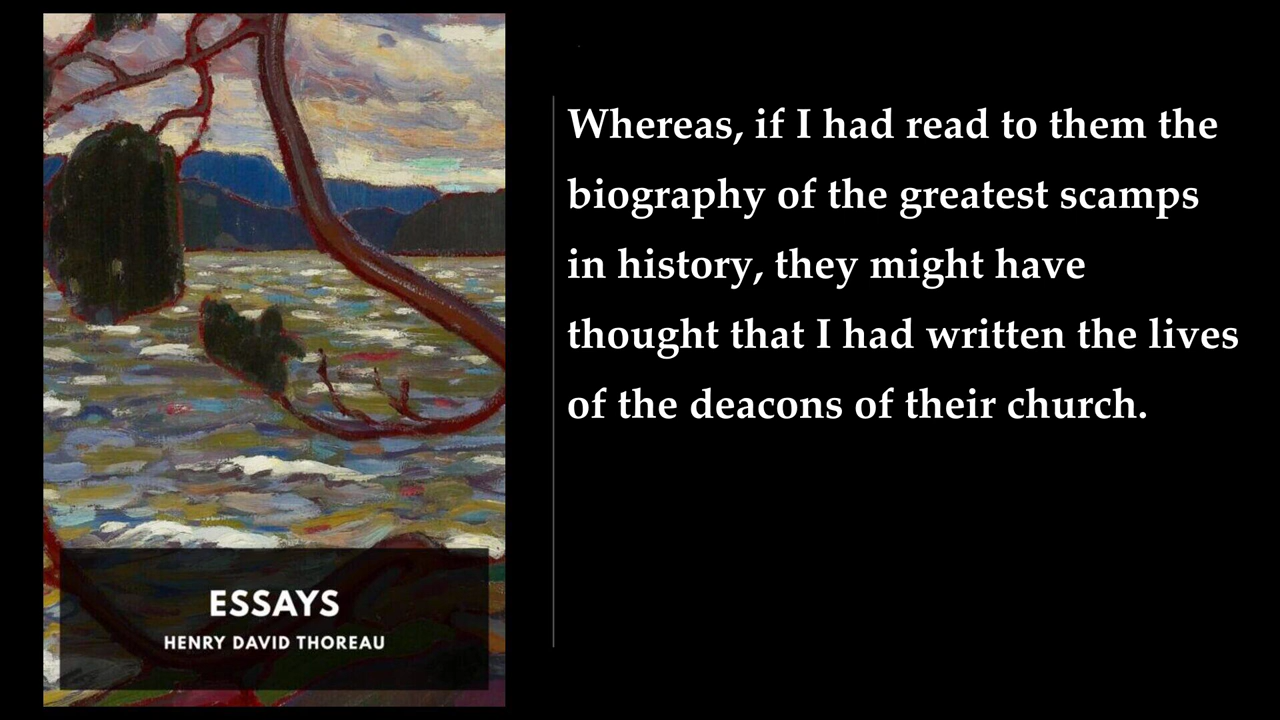 ESSAYS
HENRY DAVID THOREAU
Whereas, if I had read to them the
biography of the greatest scamps
in history, they might have
thought that I had written the lives
of the deacons of their church.